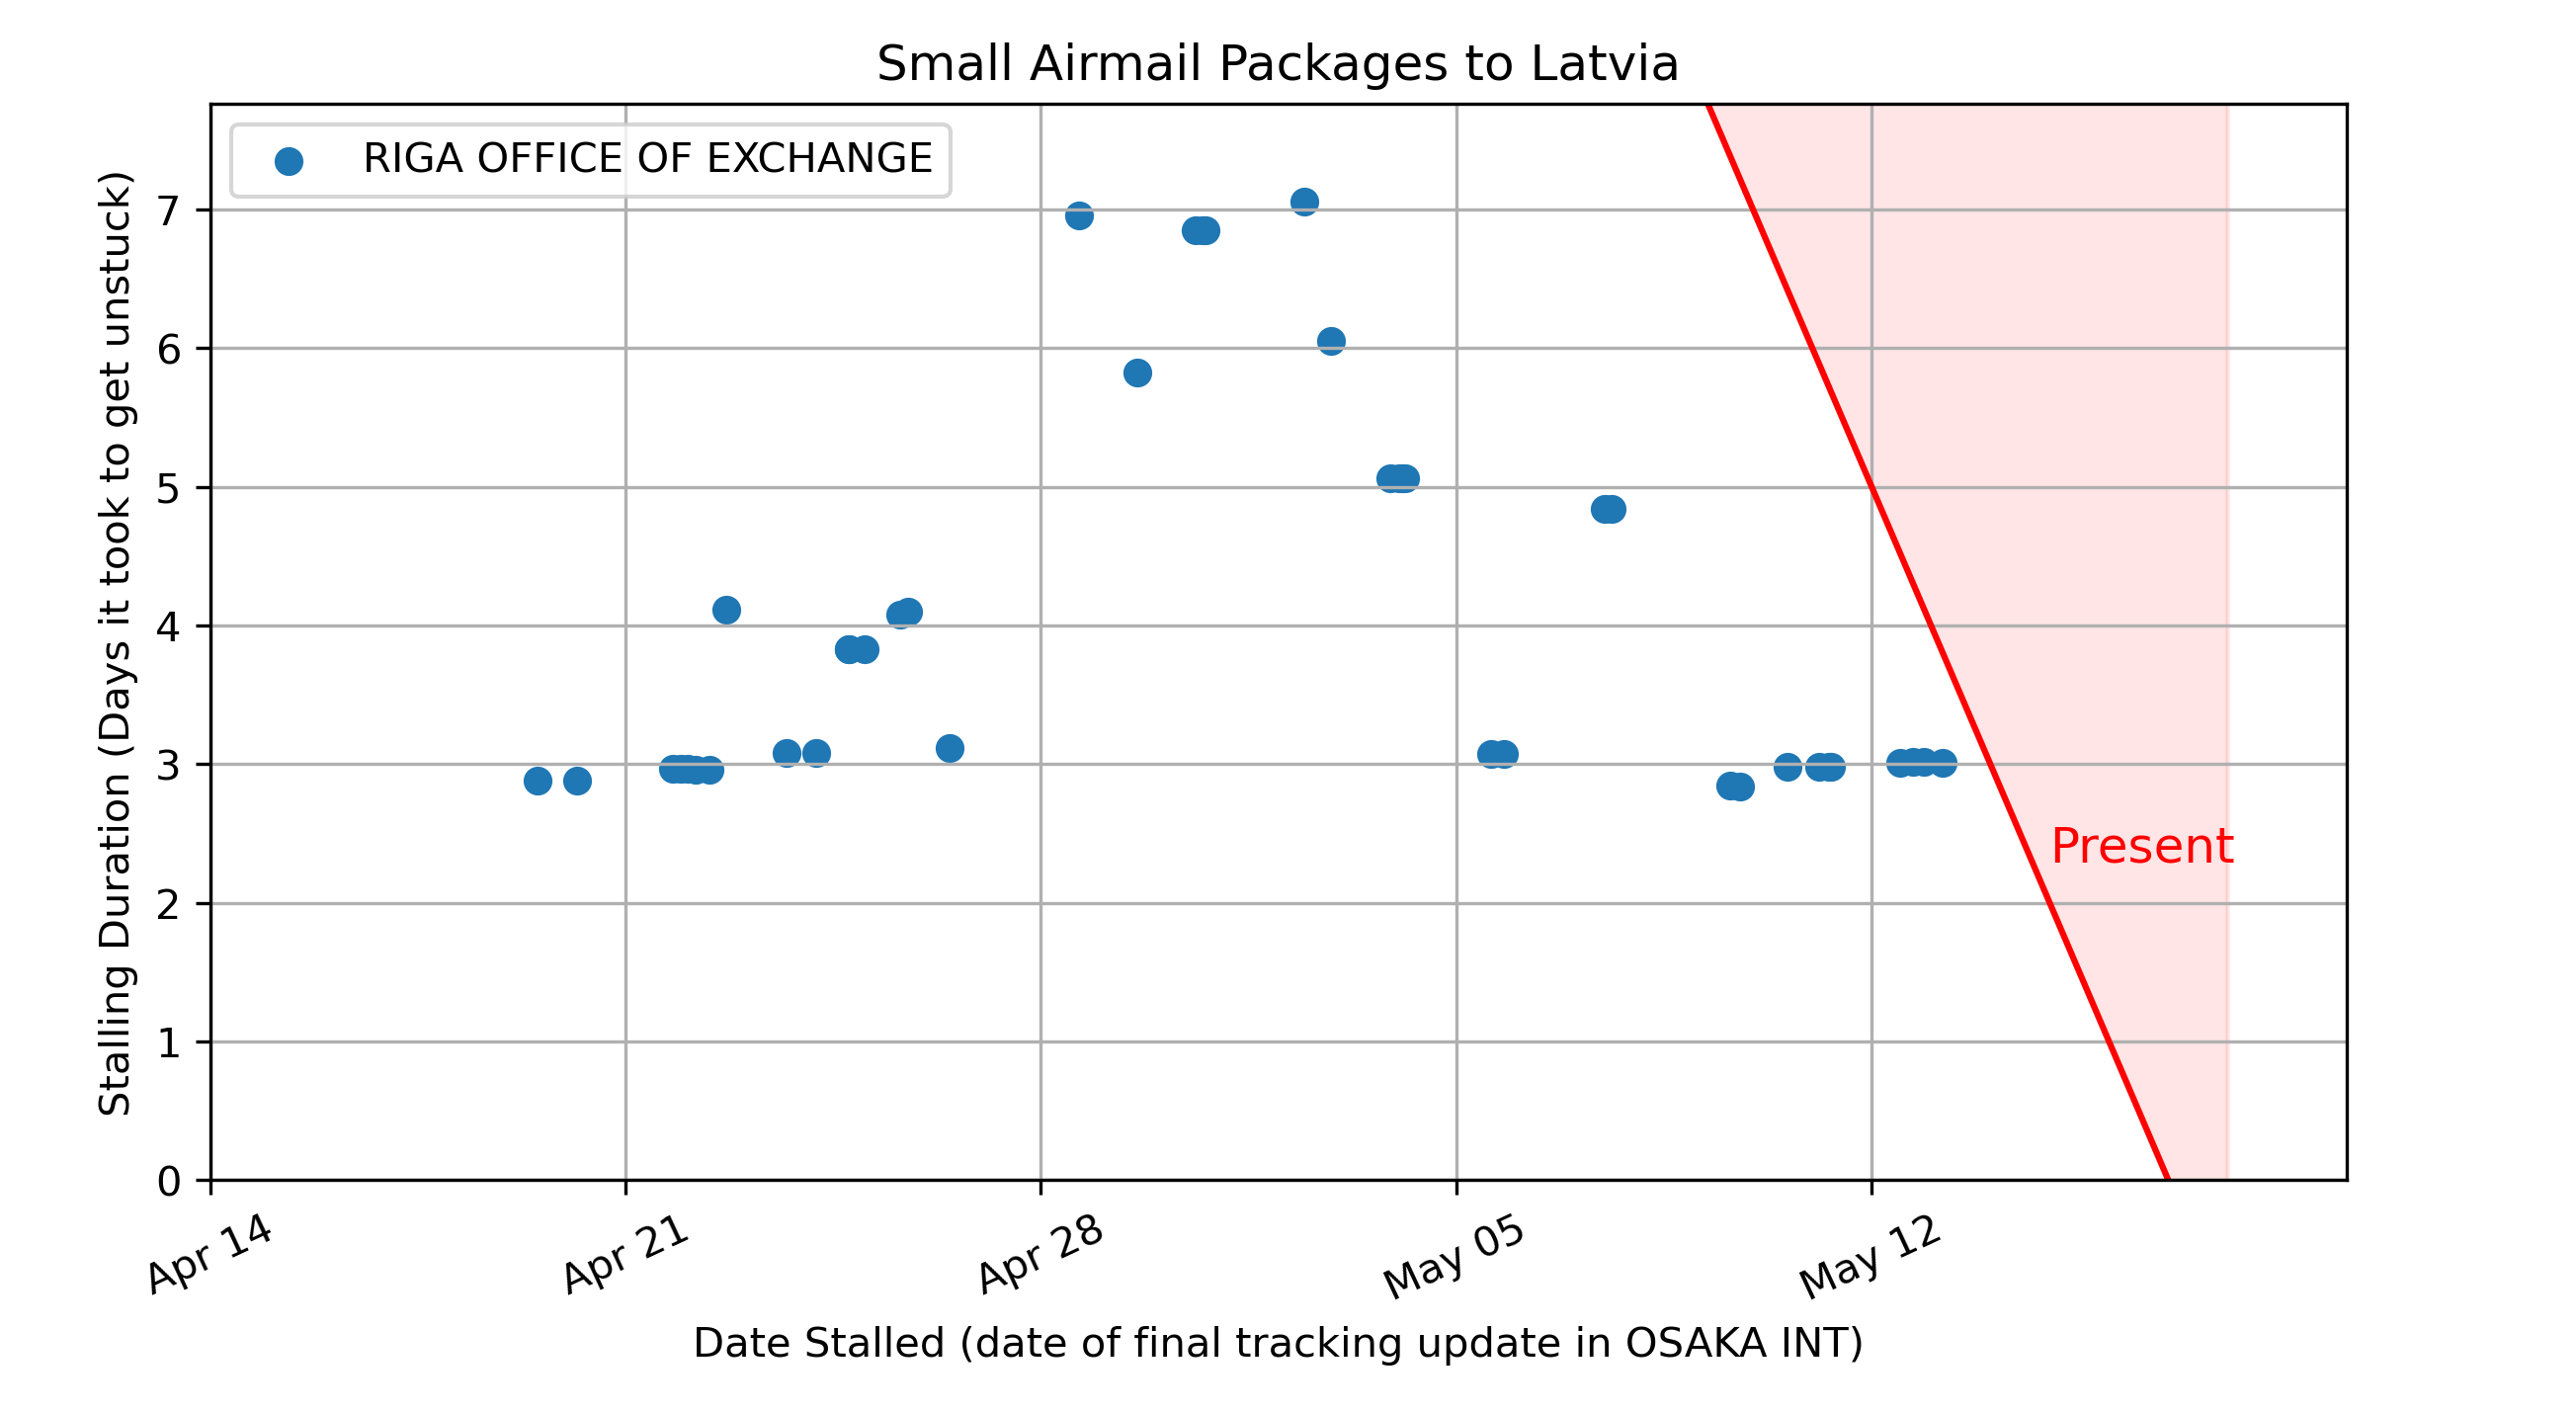 Small Airmail Packages to Latvia
RIGA OFFICE OF EXCHANGE
Stalling Duration (Days it took to get unstuck)
7
6
5
4
3
2
1
0
Present
Apr 14
Apr 21
Apr 28
May 05
May 12
Date Stalled (date of final tracking update in OSAKA INT)